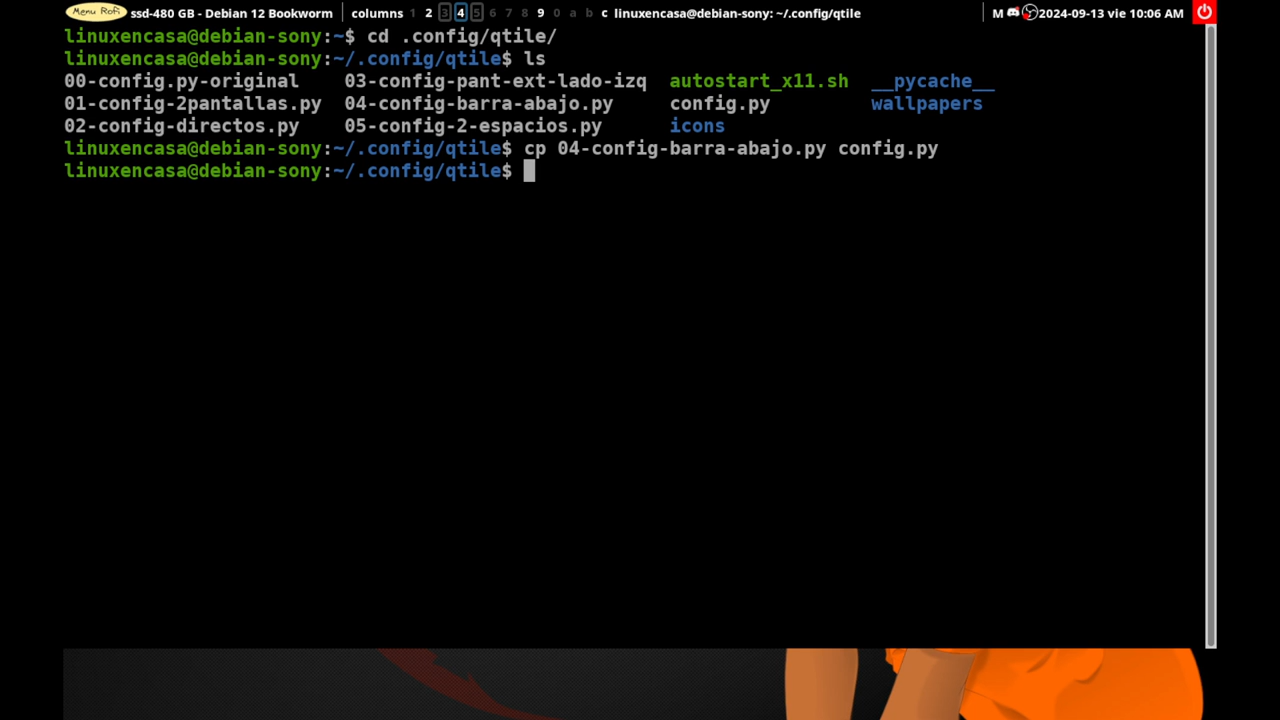 Menu Rofi ssd-480 GB - Debian 12 Bookworm columns 1 2 3 4 5 6 7 8 9 0 a b c linuxencasa@debian-sony: ~/.config/qtile M 2024-09-13 vie 10:06 AM
linuxencasa@debian-sony:~$ cd .config/qtile/
linuxencasa@debian-sony:~/.config/qtile$ ls
00-config.py-original 03-config-pant-ext-lado-izq autostart_x11.sh __pycache__
01-config-2pantallas.py 04-config-barra-abajo.py config.py wallpapers
02-config-directos.py 05-config-2-espacios.py icons
linuxencasa@debian-sony:~/.config/qtile$ cp 04-config-barra-abajo.py config.py
linuxencasa@debian-sony:~/.config/qtile$